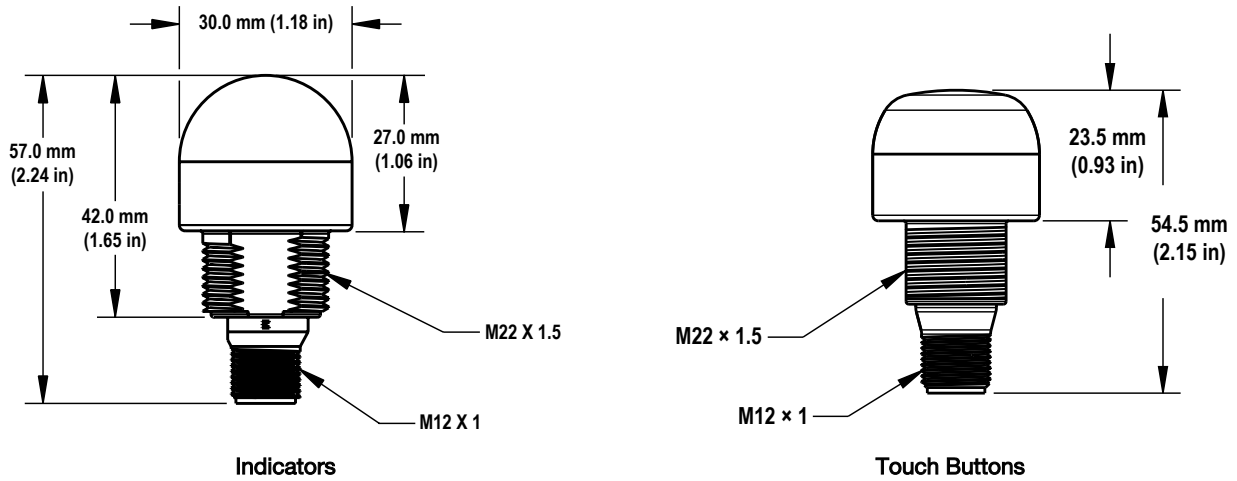 30.0 mm (1.18 in)
57.0 mm
(2.24 in)
42.0 mm
(1.65 in)
27.0 mm
(1.06 in)
M22 X 1.5
M12 X 1
Indicators
23.5 mm
(0.93 in)
54.5 mm
(2.15 in)
M22 × 1.5
M12 × 1
Touch Buttons